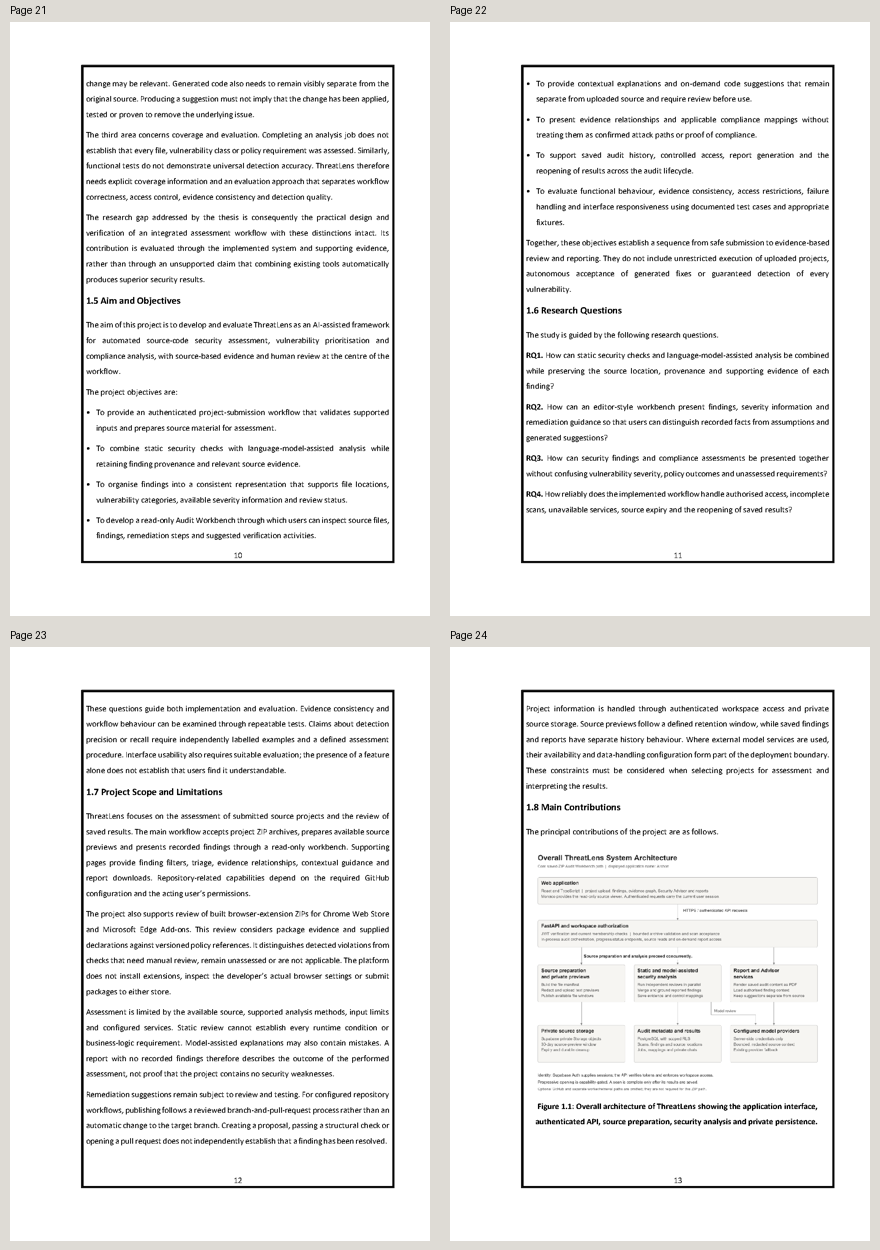 Page 21
change may be relevant. Generated code also needs to remain visibly separate from the
original source. Producing a suggestion must not imply that the change has been applied,
tested or proven to remove the underlying issue.
The third area concerns coverage and evaluation. Completing an analysis job does not
establish that every file, vulnerability class or policy requirement was assessed. Similarly,
functional tests do not demonstrate universal detection accuracy. ThreatLens therefore
needs explicit coverage information and an evaluation approach that separates workflow
correctness, access control, evidence consistency and detection quality.
The research gap addressed by the thesis is consequently the practical design and
verification of an integrated assessment workflow with these distinctions intact. Its
contribution is evaluated through the implemented system and supporting evidence,
rather than through an unsupported claim that combining existing tools automatically
produces superior security results.
1.5 Aim and Objectives
The aim of this project is to develop and evaluate ThreatLens as an AI-assisted framework
for automated source-code security assessment, vulnerability prioritisation and
compliance analysis, with source-based evidence and human review at the centre of the
workflow.
The project objectives are:
• To provide an authenticated project-submission workflow that validates supported
inputs and prepares source material for assessment.
• To combine static security checks with language-model-assisted analysis while
retaining finding provenance and relevant source evidence.
• To organise findings into a consistent representation that supports file locations,
vulnerability categories, available severity information and review status.
• To develop a read-only Audit Workbench through which users can inspect source files,
findings, remediation steps and suggested verification activities.
10
Page 22
• To provide contextual explanations and on-demand code suggestions that remain
separate from uploaded source and require review before use.
• To present evidence relationships and applicable compliance mappings without
treating them as confirmed attack paths or proof of compliance.
• To support saved audit history, controlled access, report generation and the
reopening of results across the audit lifecycle.
• To evaluate functional behaviour, evidence consistency, access restrictions, failure
handling and interface responsiveness using documented test cases and appropriate
fixtures.
Together, these objectives establish a sequence from safe submission to evidence-based
review and reporting. They do not include unrestricted execution of uploaded projects,
autonomous acceptance of generated fixes or guaranteed detection of every
vulnerability.
1.6 Research Questions
The study is guided by the following research questions.
RQ1. How can static security checks and language-model-assisted analysis be combined
while preserving the source location, provenance and supporting evidence of each
finding?
RQ2. How can an editor-style workbench present findings, severity information and
remediation guidance so that users can distinguish recorded facts from assumptions and
generated suggestions?
RQ3. How can security findings and compliance assessments be presented together
without confusing vulnerability severity, policy outcomes and unassessed requirements?
RQ4. How reliably does the implemented workflow handle authorised access, incomplete
scans, unavailable services, source expiry and the reopening of saved results?
11
Page 23
These questions guide both implementation and evaluation. Evidence consistency and
workflow behaviour can be examined through repeatable tests. Claims about detection
precision or recall require independently labelled examples and a defined assessment
procedure. Interface usability also requires suitable evaluation; the presence of a feature
alone does not establish that users find it understandable.
1.7 Project Scope and Limitations
ThreatLens focuses on the assessment of submitted source projects and the review of
saved results. The main workflow accepts project ZIP archives, prepares available source
previews and presents recorded findings through a read-only workbench. Supporting
pages provide finding filters, triage, evidence relationships, contextual guidance and
report downloads. Repository-related capabilities depend on the required GitHub
configuration and the acting user's permissions.
The project also supports review of built browser-extension ZIPs for Chrome Web Store
and Microsoft Edge Add-ons. This review considers package evidence and supplied
declarations against versioned policy references. It distinguishes detected violations from
checks that need manual review, remain unassessed or are not applicable. The platform
does not install extensions, inspect the developer's actual browser settings or submit
packages to either store.
Assessment is limited by the available source, supported analysis methods, input limits
and configured services. Static review cannot establish every runtime condition or
business-logic requirement. Model-assisted explanations may also contain mistakes. A
report with no recorded findings therefore describes the outcome of the performed
assessment, not proof that the project contains no security weaknesses.
Remediation suggestions remain subject to review and testing. For configured repository
workflows, publishing follows a reviewed branch-and-pull-request process rather than an
automatic change to the target branch. Creating a proposal, passing a structural check or
opening a pull request does not independently establish that a finding has been resolved.
12
Page 24
Project information is handled through authenticated workspace access and private
source storage. Source previews follow a defined retention window, while saved findings
and reports have separate history behaviour. Where external model services are used,
their availability and data-handling configuration form part of the deployment boundary.
These constraints must be considered when selecting projects for assessment and
interpreting the results.
1.8 Main Contributions
The principal contributions of the project are as follows.
Overall ThreatLens System Architecture
Web application
HTTPS / authenticated API requests
FastAPI and workspace authorization
Source preparation and analysis proceed concurrently.
Source preparation
and private previews
Static and model-assisted
security analysis
Report and Advisor
services
Model review
Private source storage
Audit metadata and results
Configured model providers
Figure 1.1: Overall architecture of ThreatLens showing the application interface,
authenticated API, source preparation, security analysis and private persistence.
13